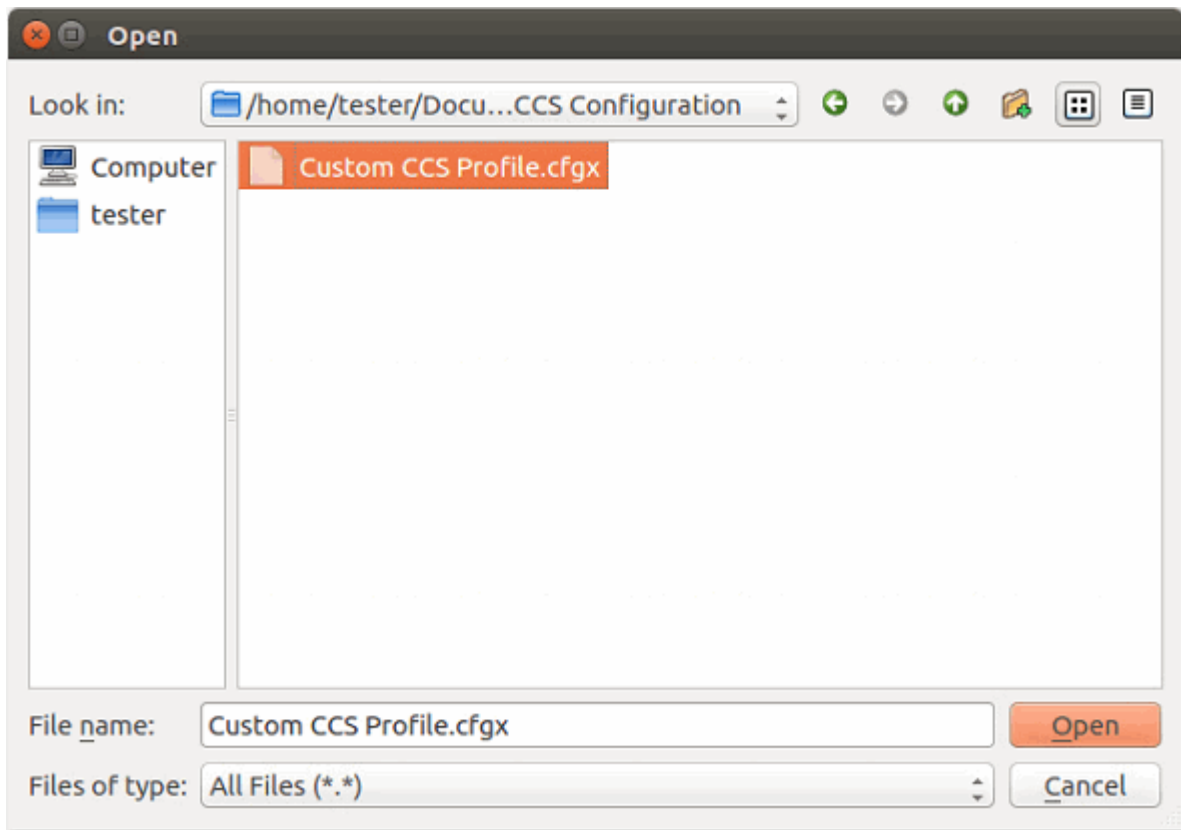 Open
Look in: /home/tester/Docu...CCS Configuration
Computer
tester
Custom CCS Profile.cfgx
File name: Custom CCS Profile.cfgx Open
Files of type: All Files (*.*) Cancel